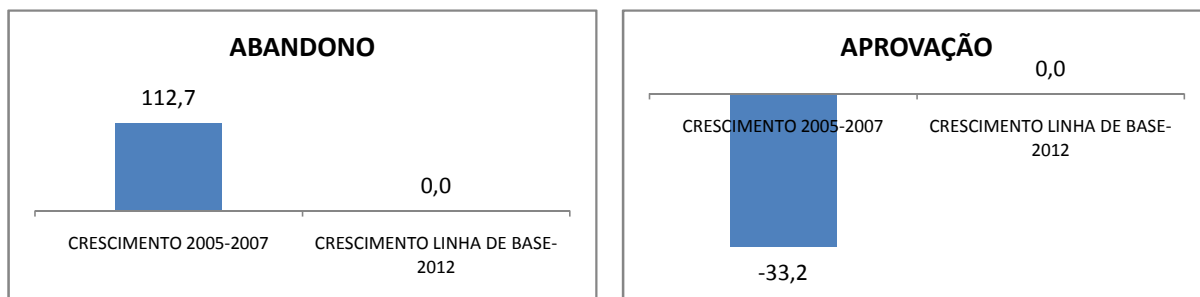 ABANDONO
112,7
0,0
CRESCIMENTO 2005-2007
CRESCIMENTO LINHA DE BASE-
2012
APROVAÇÃO
0,0
CRESCIMENTO 2005-2007
CRESCIMENTO LINHA DE BASE-
2012
-33,2